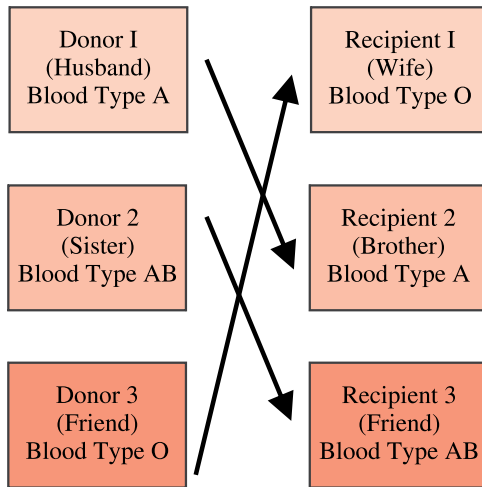 Donor I
(Husband)
Blood Type A
Recipient I
(Wife)
Blood Type O
Donor 2
(Sister)
Blood Type AB
Recipient 2
(Brother)
Blood Type A
Donor 3
(Friend)
Blood Type O
Recipient 3
(Friend)
Blood Type AB